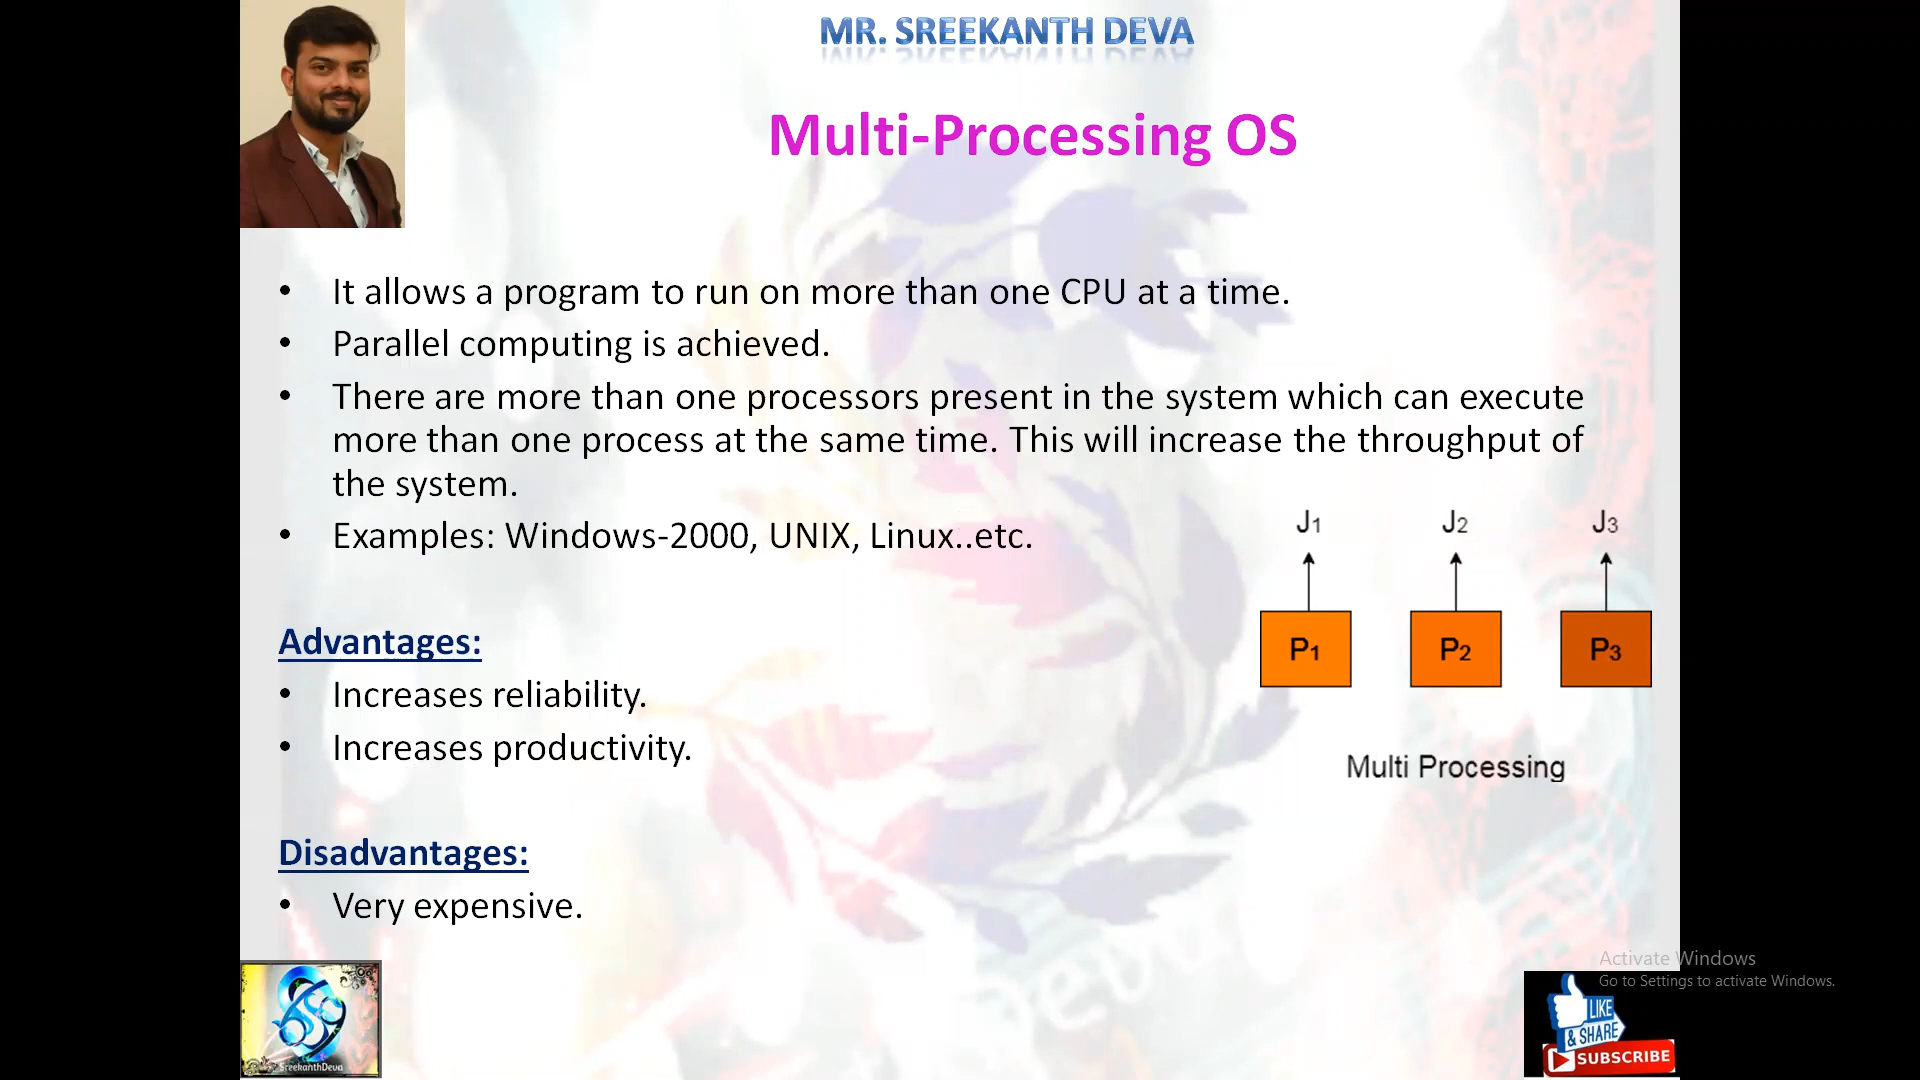 MR. SREEKANTH DEVA
Multi-Processing OS
• It allows a program to run on more than one CPU at a time.
• Parallel computing is achieved.
• There are more than one processors present in the system which can execute
more than one process at the same time. This will increase the throughput of
the system.
• Examples: Windows-2000, UNIX, Linux..etc.
J1 J2 J3
P1 P2 P3
Multi Processing
Advantages:
• Increases reliability.
• Increases productivity.
Disadvantages:
• Very expensive.
Activate Windows
Go to Settings to activate Windows.
SreekanthDeva
LIKE
& SHARE
SUBSCRIBE